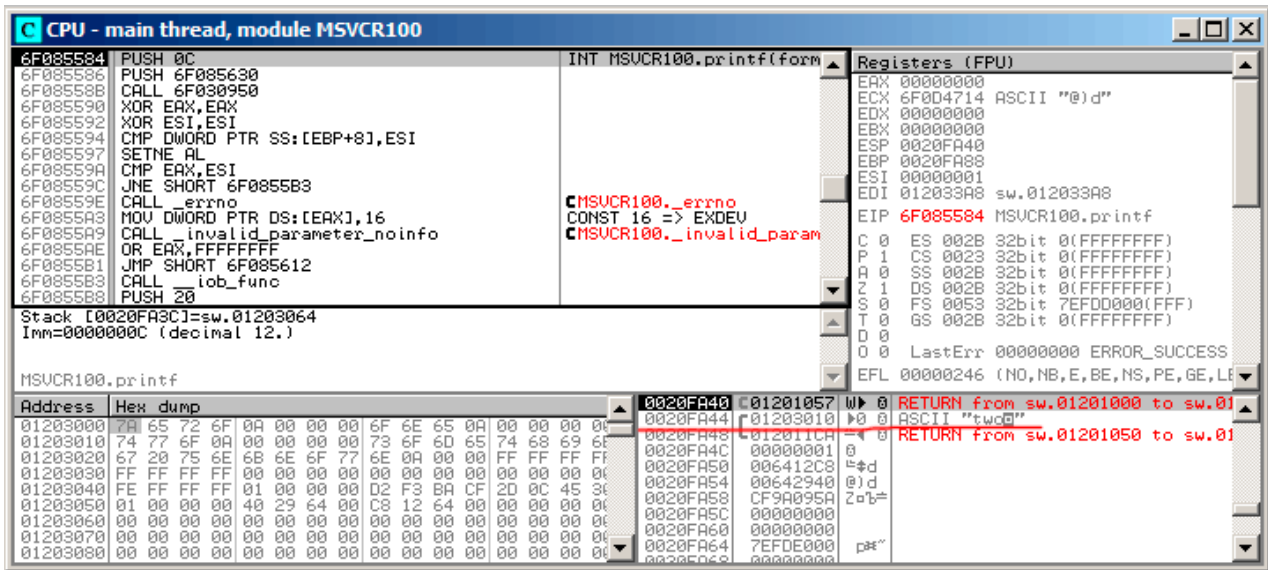 CPU - main thread, module MSVCR100
6F085584 PUSH 0C INT MSVCR100.printf(form
6F085586 PUSH 6F085630
6F08558B CALL 6F030950
6F085590 XOR EAX,EAX
6F085592 XOR ESI,ESI
6F085594 CMP DWORD PTR SS:[EBP+8],ESI
6F085597 SETNE AL
6F08559A CMP EAX,ESI
6F08559C JNE SHORT 6F0855B3
6F08559E CALL _errno MSVCR100._errno
6F0855A3 MOV DWORD PTR DS:[EAX],16 CONST 16 => EXDEV
6F0855A9 CALL _invalid_parameter_noinfo MSVCR100._invalid_param
6F0855AE OR EAX,FFFFFFFF
6F0855B1 JMP SHORT 6F085612
6F0855B3 CALL __iob_func
6F0855B8 PUSH 20
Stack [0020FA3C]=sw.01203064
Imm=0000000C (decimal 12.)
MSVCR100.printf
Registers (FPU)
EAX 00000000
ECX 6F0D4714 ASCII "@)d"
EDX 00000000
EBX 00000000
ESP 0020FA40
EBP 0020FA88
ESI 00000001
EDI 012033A8 sw.012033A8
EIP 6F085584 MSVCR100.printf
C 0 ES 002B 32bit 0(FFFFFFFF)
P 1 CS 0023 32bit 0(FFFFFFFF)
A 0 SS 002B 32bit 0(FFFFFFFF)
Z 1 DS 002B 32bit 0(FFFFFFFF)
S 0 FS 0053 32bit 7EFDD000(FFF)
T 0 GS 002B 32bit 0(FFFFFFFF)
D 0
O 0 LastErr 00000000 ERROR_SUCCESS
EFL 00000246 (NO,NB,E,BE,NS,PE,GE,LE
Address Hex dump
01203000 7A 65 72 6F 0A 00 00 00 6F 6E 65 0A 00 00 00
01203010 74 77 6F 0A 00 00 00 00 73 6F 6D 65 74 68 69 6E
01203020 67 20 75 6E 6B 6E 6F 77 6E 0A 00 00 FF FF FF FF
01203030 FF FF FF FF 00 00 00 00 00 00 00 00 00 00 00
01203040 FE FF FF FF 01 00 00 00 D2 F3 BA CF 2D 0C 45 30
01203050 01 00 00 00 40 29 64 00 C8 12 64 00 00 00 00
01203060 00 00 00 00 00 00 00 00 00 00 00 00 00 00 00
01203070 00 00 00 00 00 00 00 00 00 00 00 00 00 00 00
01203080 00 00 00 00 00 00 00 00 00 00 00 00 00 00 00
0020FA40 01201057 RETURN from sw.01201000 to sw.01
0020FA44 01203010 ASCII "two"
0020FA48 012011CA RETURN from sw.01201050 to sw.01
0020FA4C 00000001
0020FA50 006412C8
0020FA54 00642940 @)d
0020FA58 CF9A095A
0020FA5C 00000000
0020FA60 00000000
0020FA64 7EFDE000